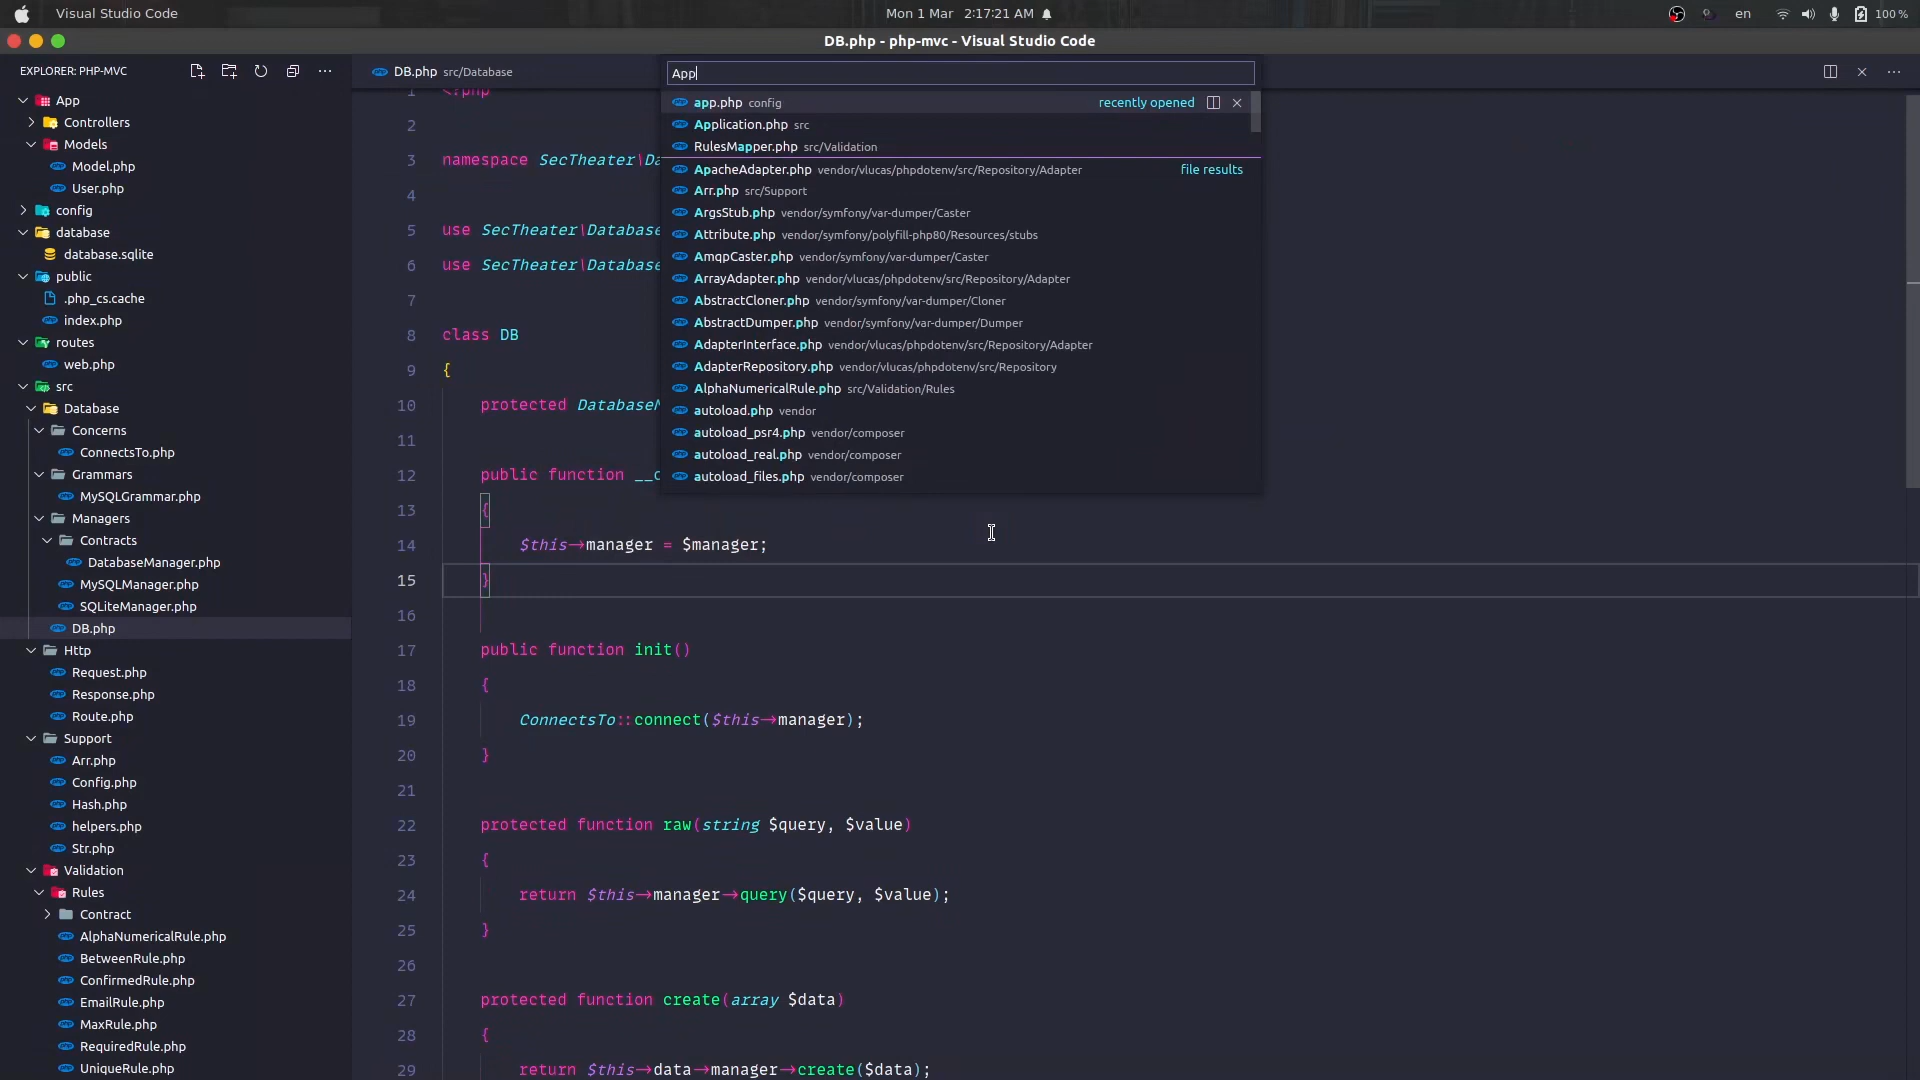 Visual Studio Code
Mon 1 Mar 2:17:21 AM
en
100 %
DB.php - php-mvc - Visual Studio Code
EXPLORER: PHP-MVC
App
Controllers
Models
Model.php
User.php
config
database
database.sqlite
public
.php_cs.cache
index.php
routes
web.php
src
Database
Concerns
ConnectsTo.php
Grammars
MySQLGrammar.php
Managers
Contracts
DatabaseManager.php
MySQLManager.php
SQLiteManager.php
DB.php
Http
Request.php
Response.php
Route.php
Support
Arr.php
Config.php
Hash.php
helpers.php
Str.php
Validation
Rules
Contract
AlphaNumericalRule.php
BetweenRule.php
ConfirmedRule.php
EmailRule.php
MaxRule.php
RequiredRule.php
UniqueRule.php
DB.php src/Database
App
app.php config recently opened
Application.php src
RulesMapper.php src/Validation
ApacheAdapter.php vendor/vlucas/phpdotenv/src/Repository/Adapter file results
Arr.php src/Support
ArgsStub.php vendor/symfony/var-dumper/Caster
Attribute.php vendor/symfony/polyfill-php80/Resources/stubs
AmqpCaster.php vendor/symfony/var-dumper/Caster
ArrayAdapter.php vendor/vlucas/phpdotenv/src/Repository/Adapter
AbstractCloner.php vendor/symfony/var-dumper/Cloner
AbstractDumper.php vendor/symfony/var-dumper/Dumper
AdapterInterface.php vendor/vlucas/phpdotenv/src/Repository/Adapter
AdapterRepository.php vendor/vlucas/phpdotenv/src/Repository
AlphaNumericalRule.php src/Validation/Rules
autoload.php vendor
autoload_psr4.php vendor/composer
autoload_real.php vendor/composer
autoload_files.php vendor/composer
1 <?php
2
3 namespace SecTheater\Da
4
5 use SecTheater\Database
6 use SecTheater\Database
7
8 class DB
9 {
10 protected Database
11
12 public function __c
13 {
14 $this->manager = $manager;
15 }
16
17 public function init()
18 {
19 ConnectsTo::connect($this->manager);
20 }
21
22 protected function raw(string $query, $value)
23 {
24 return $this->manager->query($query, $value);
25 }
26
27 protected function create(array $data)
28 {
29 return $this->data->manager->create($data);